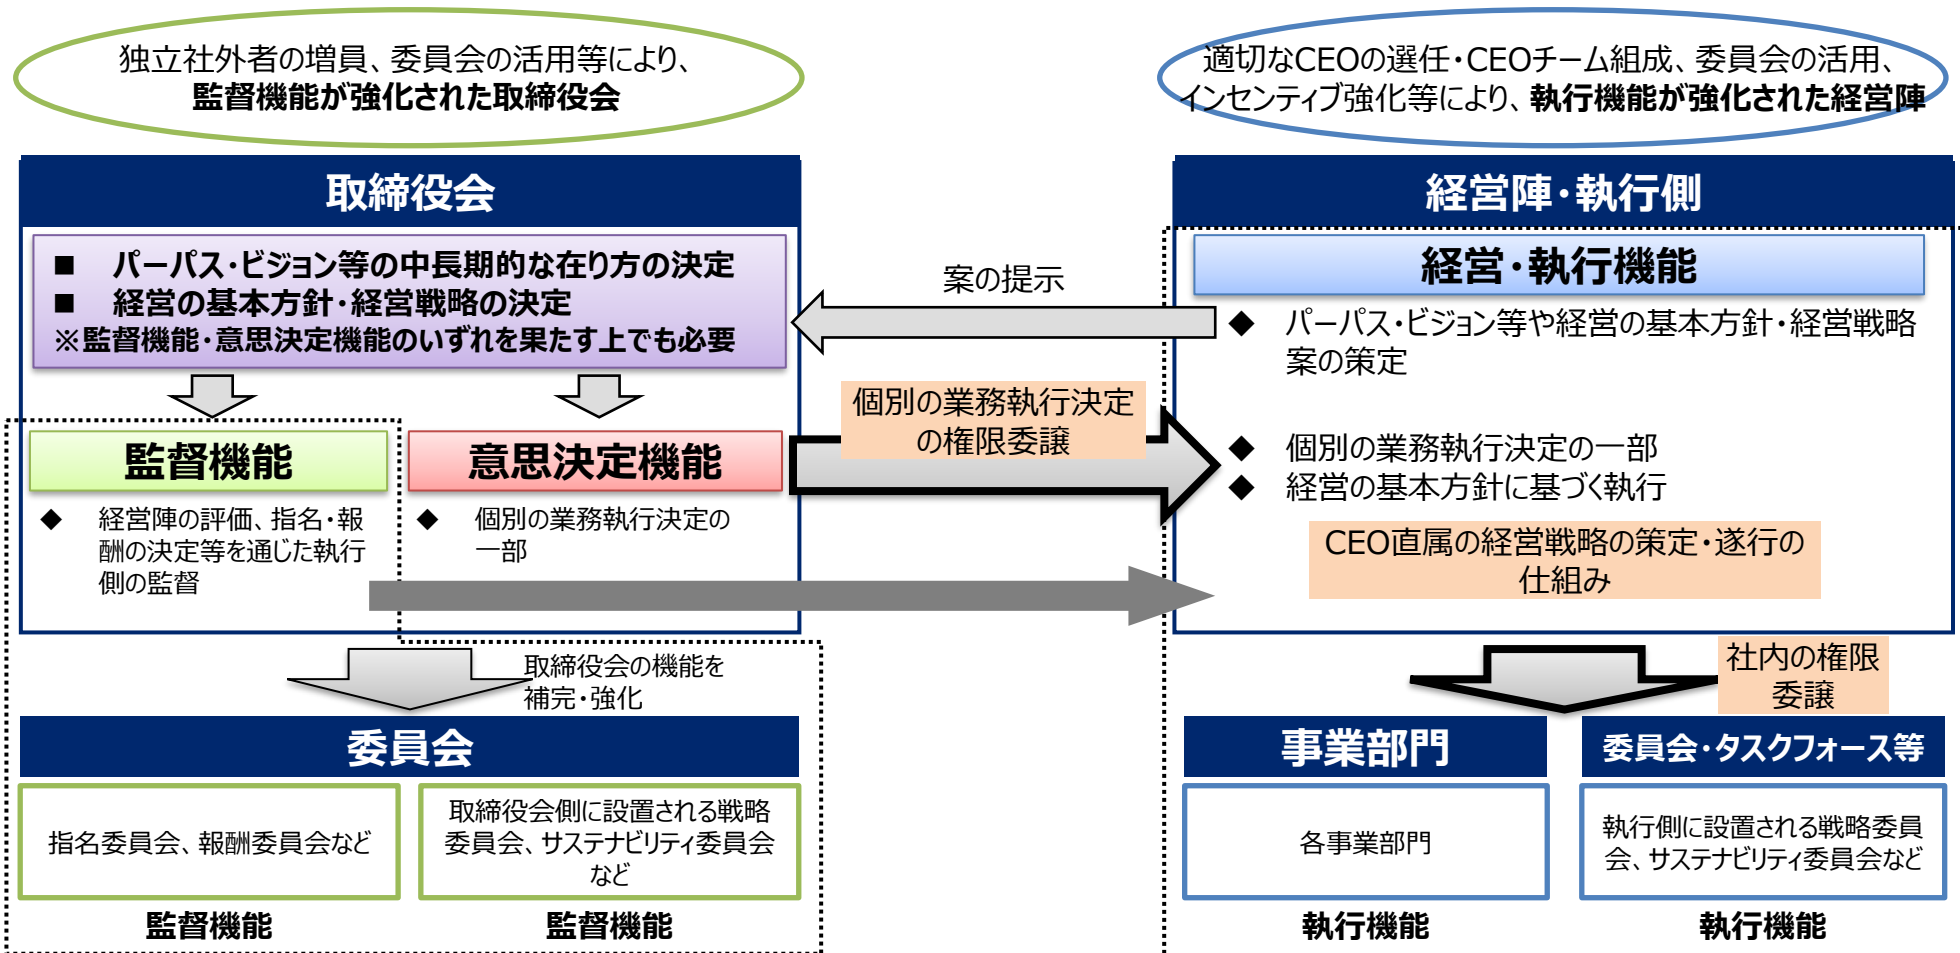 独立社外者の増員、委員会の活用等により、
監督機能が強化された取締役会
適切なCEOの選任・CEOチーム組成、委員会の活用、
インセンティブ強化等により、執行機能が強化された経営陣
取締役会
■ パーパス・ビジョン等の中長期的な在り方の決定
■ 経営の基本方針・経営戦略の決定
※監督機能・意思決定機能のいずれを果たす上でも必要
監督機能
◆ 経営陣の評価、指名・報
酬の決定等を通じた執行
側の監督
意思決定機能
◆ 個別の業務執行決定の
一部
案の提示
個別の業務執行決定
の権限委譲
経営陣・執行側
経営・執行機能
◆ パーパス・ビジョン等や経営の基本方針・経営戦略
案の策定
◆ 個別の業務執行決定の一部
◆ 経営の基本方針に基づく執行
CEO直属の経営戦略の策定・遂行の
仕組み
取締役会の機能を
補完・強化
委員会
指名委員会、報酬委員会など
監督機能
取締役会側に設置される戦略
委員会、サステナビリティ委員会
など
監督機能
社内の権限
委譲
事業部門
各事業部門
執行機能
委員会・タスクフォース等
執行側に設置される戦略委員
会、サステナビリティ委員会など
執行機能